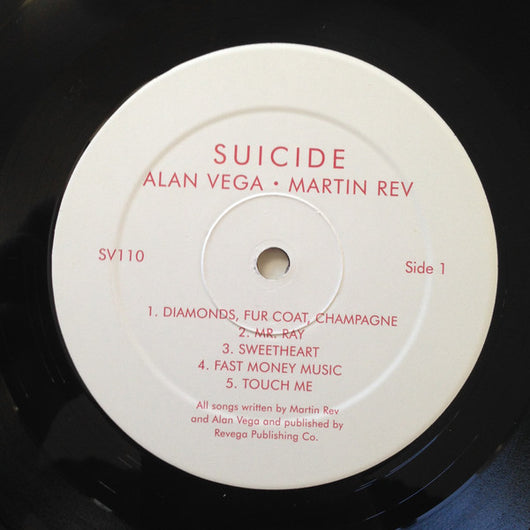 SUICIDE
ALAN VEGA • MARTIN REV
SV110
Side 1
1. DIAMONDS, FUR COAT, CHAMPAGNE
2. MR. RAY
3. SWEETHEART
4. FAST MONEY MUSIC
5. TOUCH ME
All songs written by Martin Rev
and Alan Vega and published by
Revega Publishing Co.